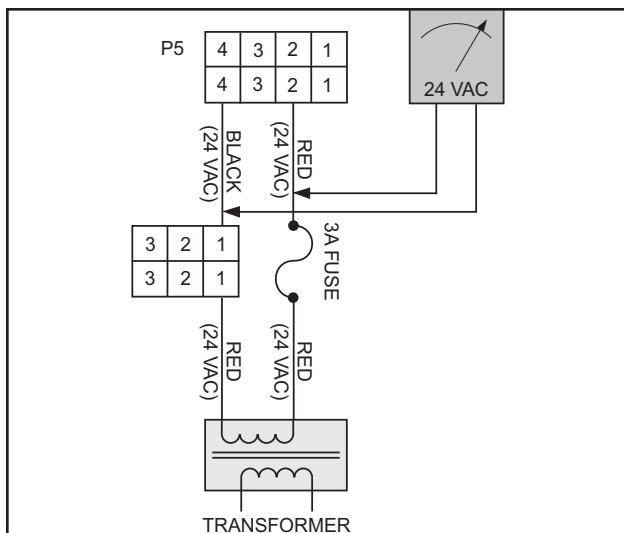 P5
4 3 2 1
4 3 2 1
24 VAC
BLACK
(24 VAC)
RED
(24 VAC)
3 2 1
3 2 1
3A FUSE
RED
(24 VAC)
RED
(24 VAC)
TRANSFORMER